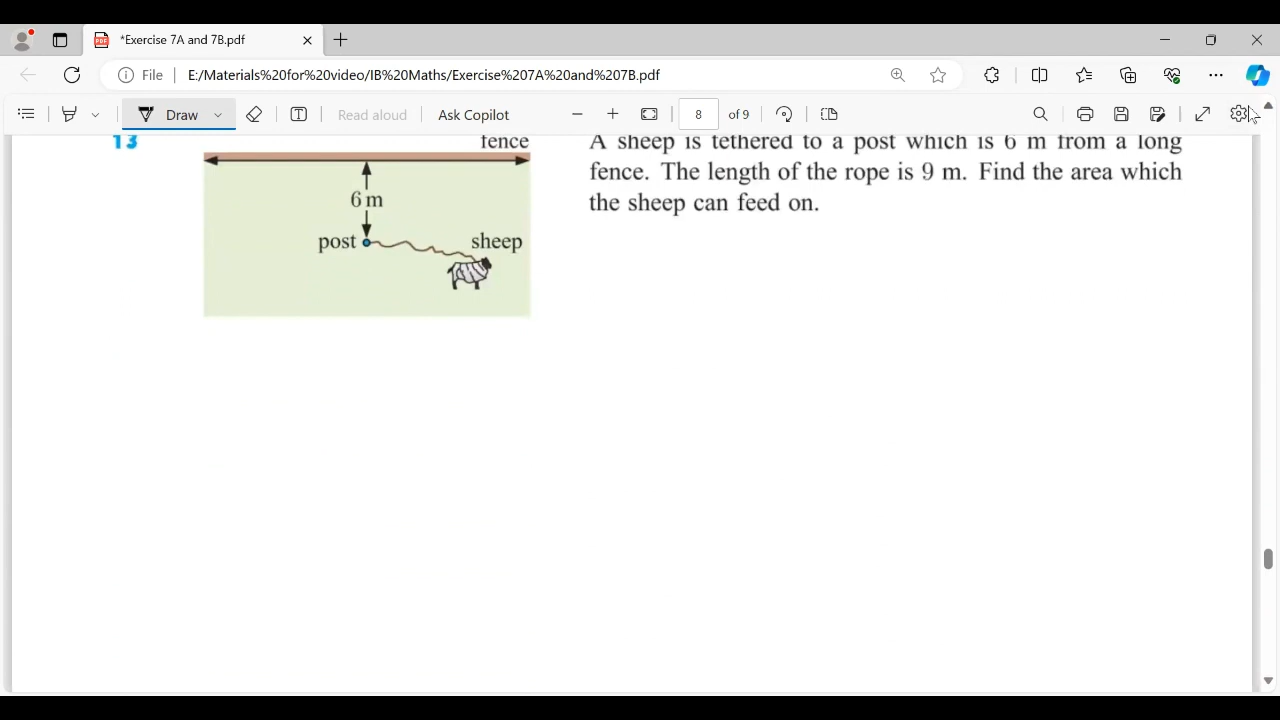 *Exercise 7A and 7B.pdf
File E:/Materials%20for%20video/IB%20Maths/Exercise%207A%20and%207B.pdf
Draw Read aloud Ask Copilot 8 of 9
13 fence A sheep is tethered to a post which is 6 m from a long
6 m fence. The length of the rope is 9 m. Find the area which
the sheep can feed on.
post sheep